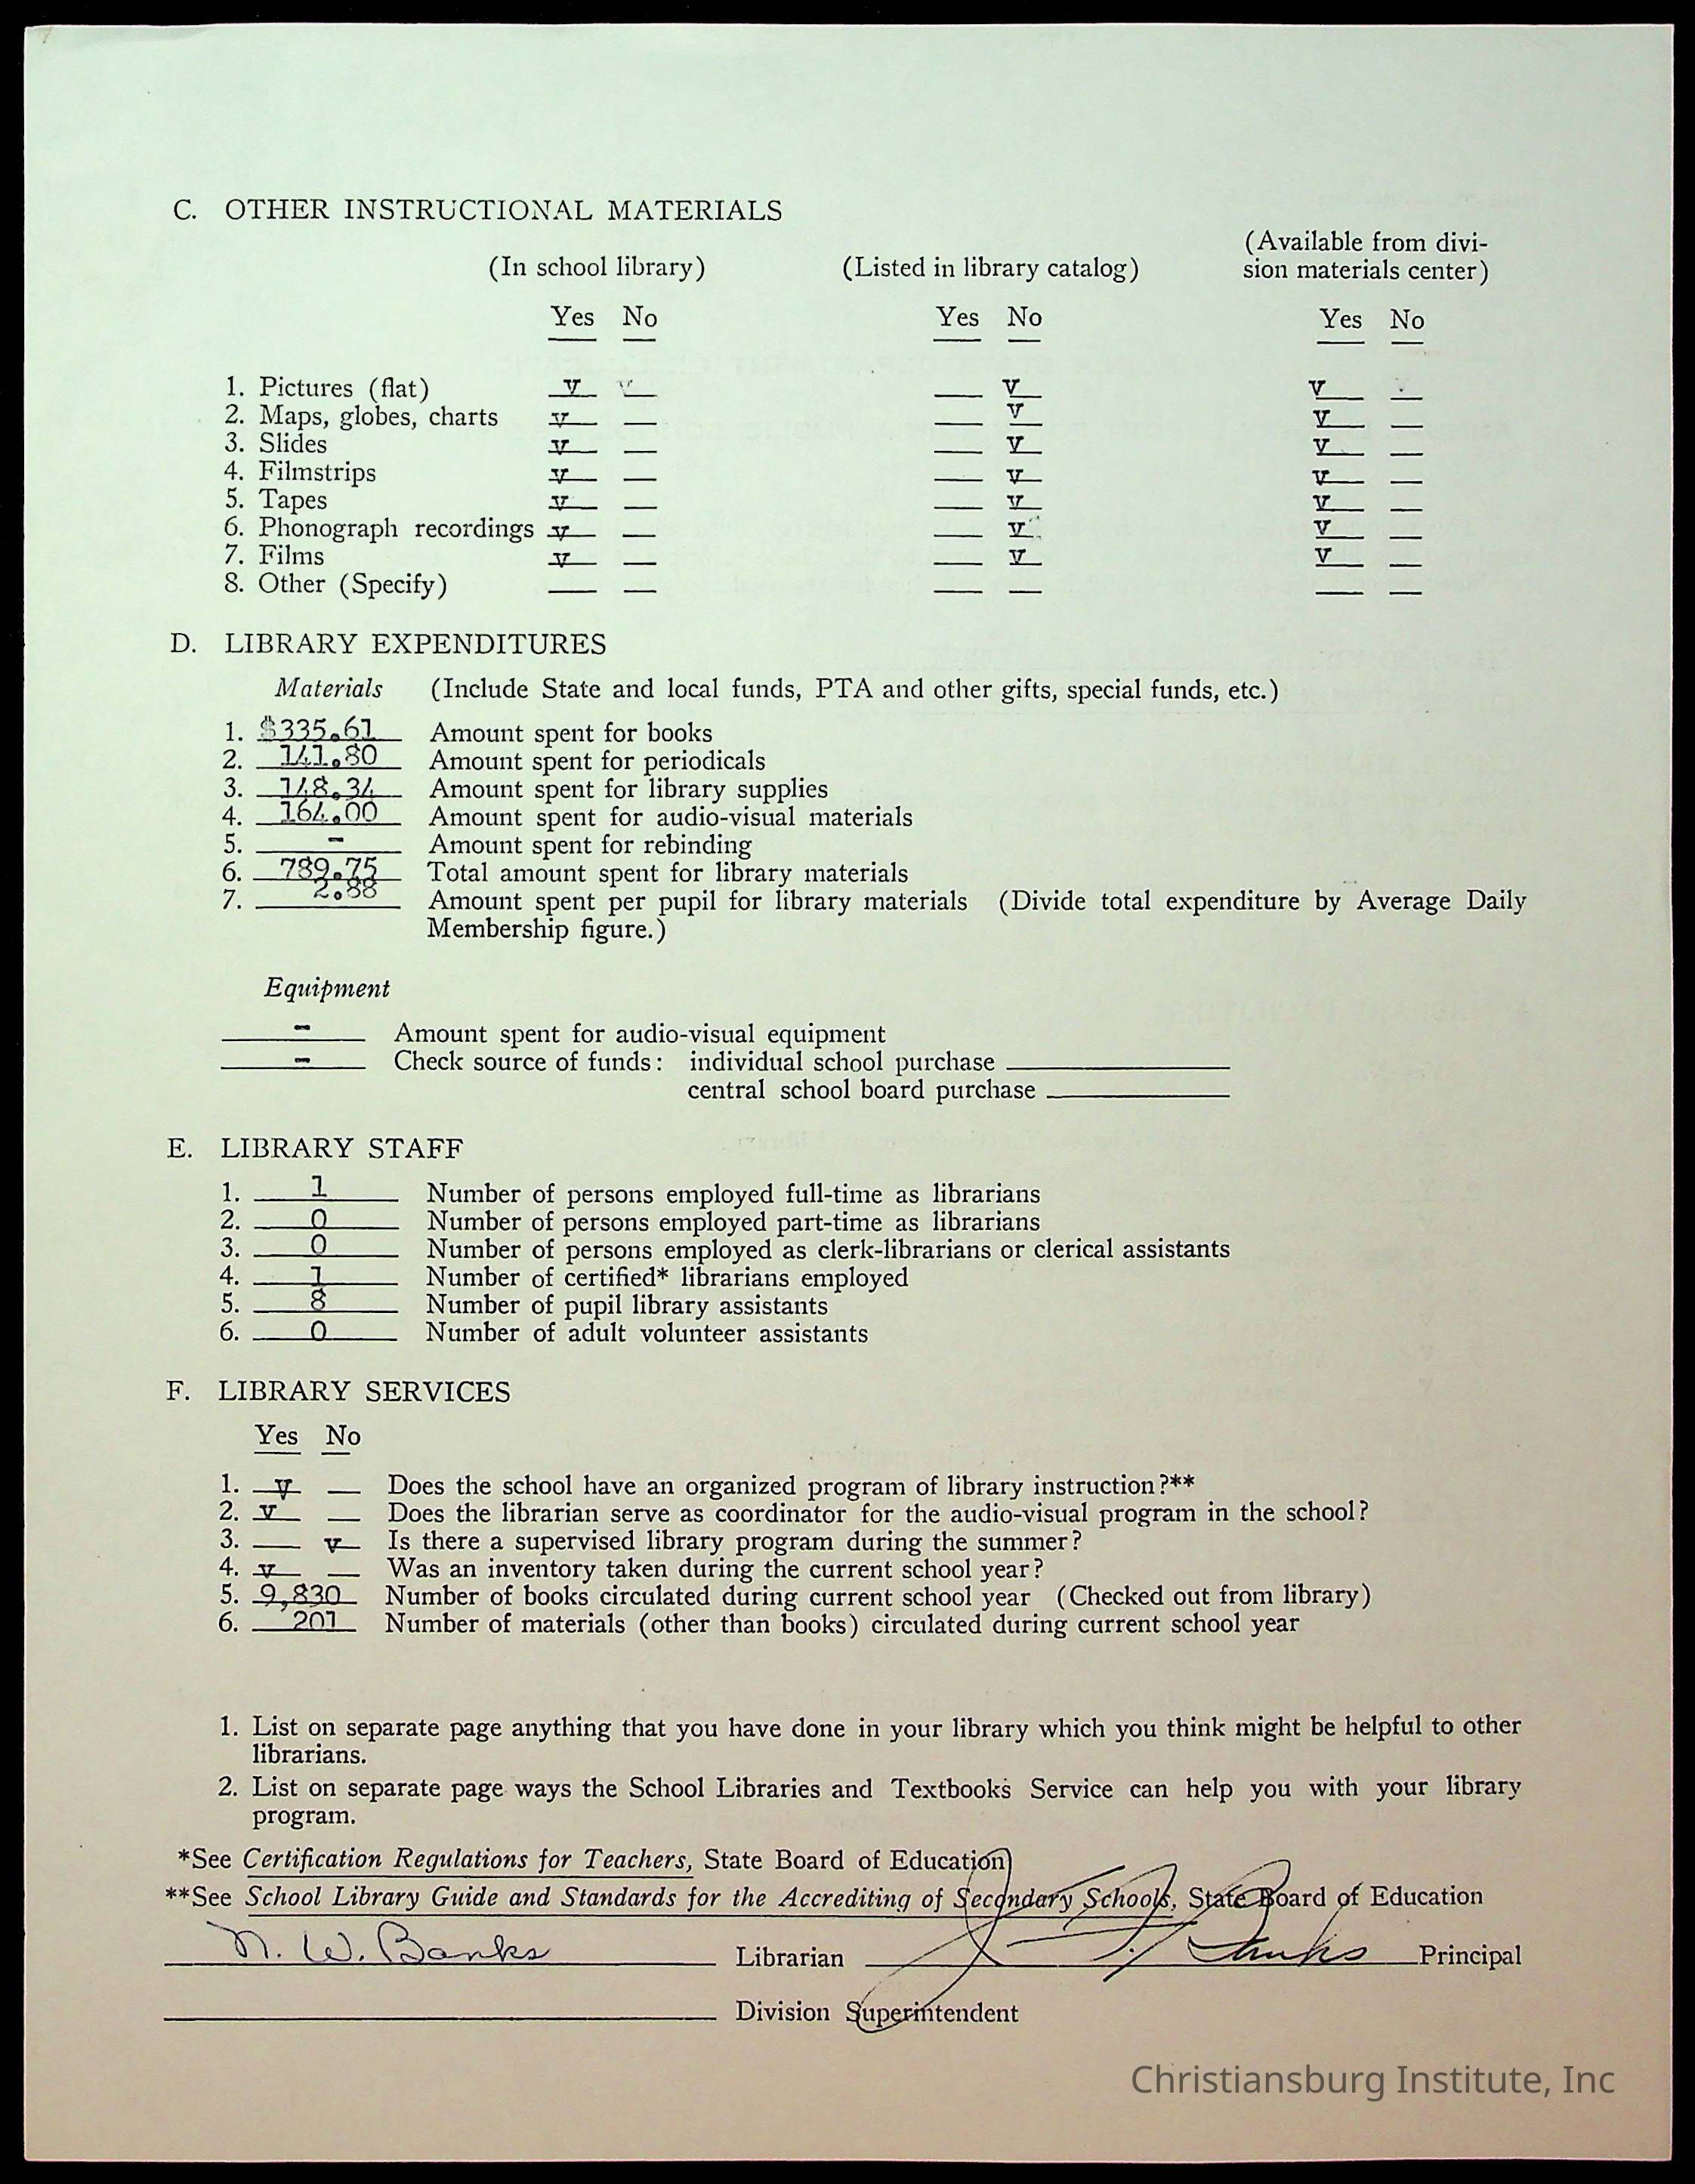 C. OTHER INSTRUCTIONAL MATERIALS
(In school library) (Listed in library catalog) (Available from divi-
sion materials center)
Yes No Yes No Yes No
1. Pictures (flat) v v v v
2. Maps, globes, charts v v v
3. Slides v v v
4. Filmstrips v v v
5. Tapes v v v
6. Phonograph recordings v v v
7. Films v v v
8. Other (Specify)
D. LIBRARY EXPENDITURES
Materials (Include State and local funds, PTA and other gifts, special funds, etc.)
1. $335.61 Amount spent for books
2. 141.80 Amount spent for periodicals
3. 148.34 Amount spent for library supplies
4. 164.00 Amount spent for audio-visual materials
5. - Amount spent for rebinding
6. 789.75 Total amount spent for library materials
7. 2.88 Amount spent per pupil for library materials (Divide total expenditure by Average Daily
Membership figure.)
Equipment
- Amount spent for audio-visual equipment
- Check source of funds: individual school purchase
central school board purchase
E. LIBRARY STAFF
1. 1 Number of persons employed full-time as librarians
2. 0 Number of persons employed part-time as librarians
3. 0 Number of persons employed as clerk-librarians or clerical assistants
4. 1 Number of certified* librarians employed
5. 8 Number of pupil library assistants
6. 0 Number of adult volunteer assistants
F. LIBRARY SERVICES
Yes No
1. v Does the school have an organized program of library instruction?**
2. v Does the librarian serve as coordinator for the audio-visual program in the school?
3. v Is there a supervised library program during the summer?
4. v Was an inventory taken during the current school year?
5. 9,830 Number of books circulated during current school year (Checked out from library)
6. 201 Number of materials (other than books) circulated during current school year
1. List on separate page anything that you have done in your library which you think might be helpful to other
librarians.
2. List on separate page ways the School Libraries and Textbooks Service can help you with your library
program.
*See Certification Regulations for Teachers, State Board of Education
**See School Library Guide and Standards for the Accrediting of Secondary Schools, State Board of Education
N. W. Banks Librarian Banks Principal
Division Superintendent
Christiansburg Institute, Inc